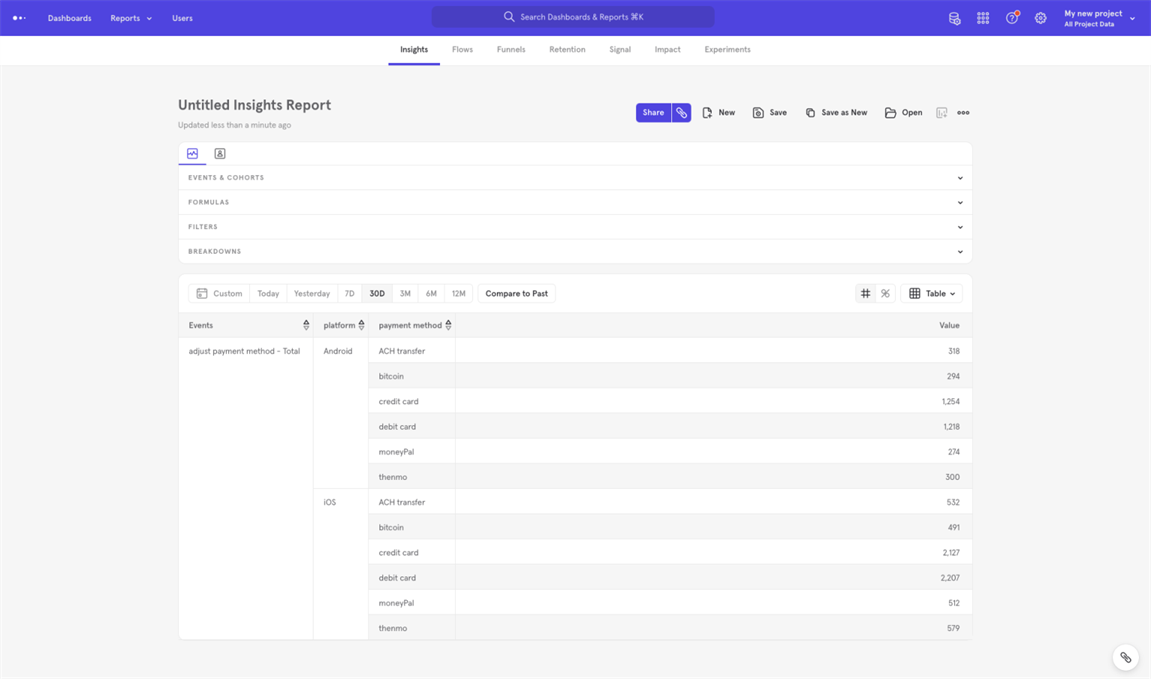 Dashboards Reports Users Search Dashboards & Reports ⌘K My new project
All Project Data
Insights Flows Funnels Retention Signal Impact Experiments
Untitled Insights Report
Updated less than a minute ago
Share New Save Save as New Open
EVENTS & COHORTS
FORMULAS
FILTERS
BREAKDOWNS
Custom Today Yesterday 7D 30D 3M 6M 12M Compare to Past # % Table
Events platform payment method Value
adjust payment method - Total Android ACH transfer 318
bitcoin 294
credit card 1,254
debit card 1,218
moneyPal 274
thenmo 300
iOS ACH transfer 532
bitcoin 491
credit card 2,127
debit card 2,207
moneyPal 512
thenmo 579